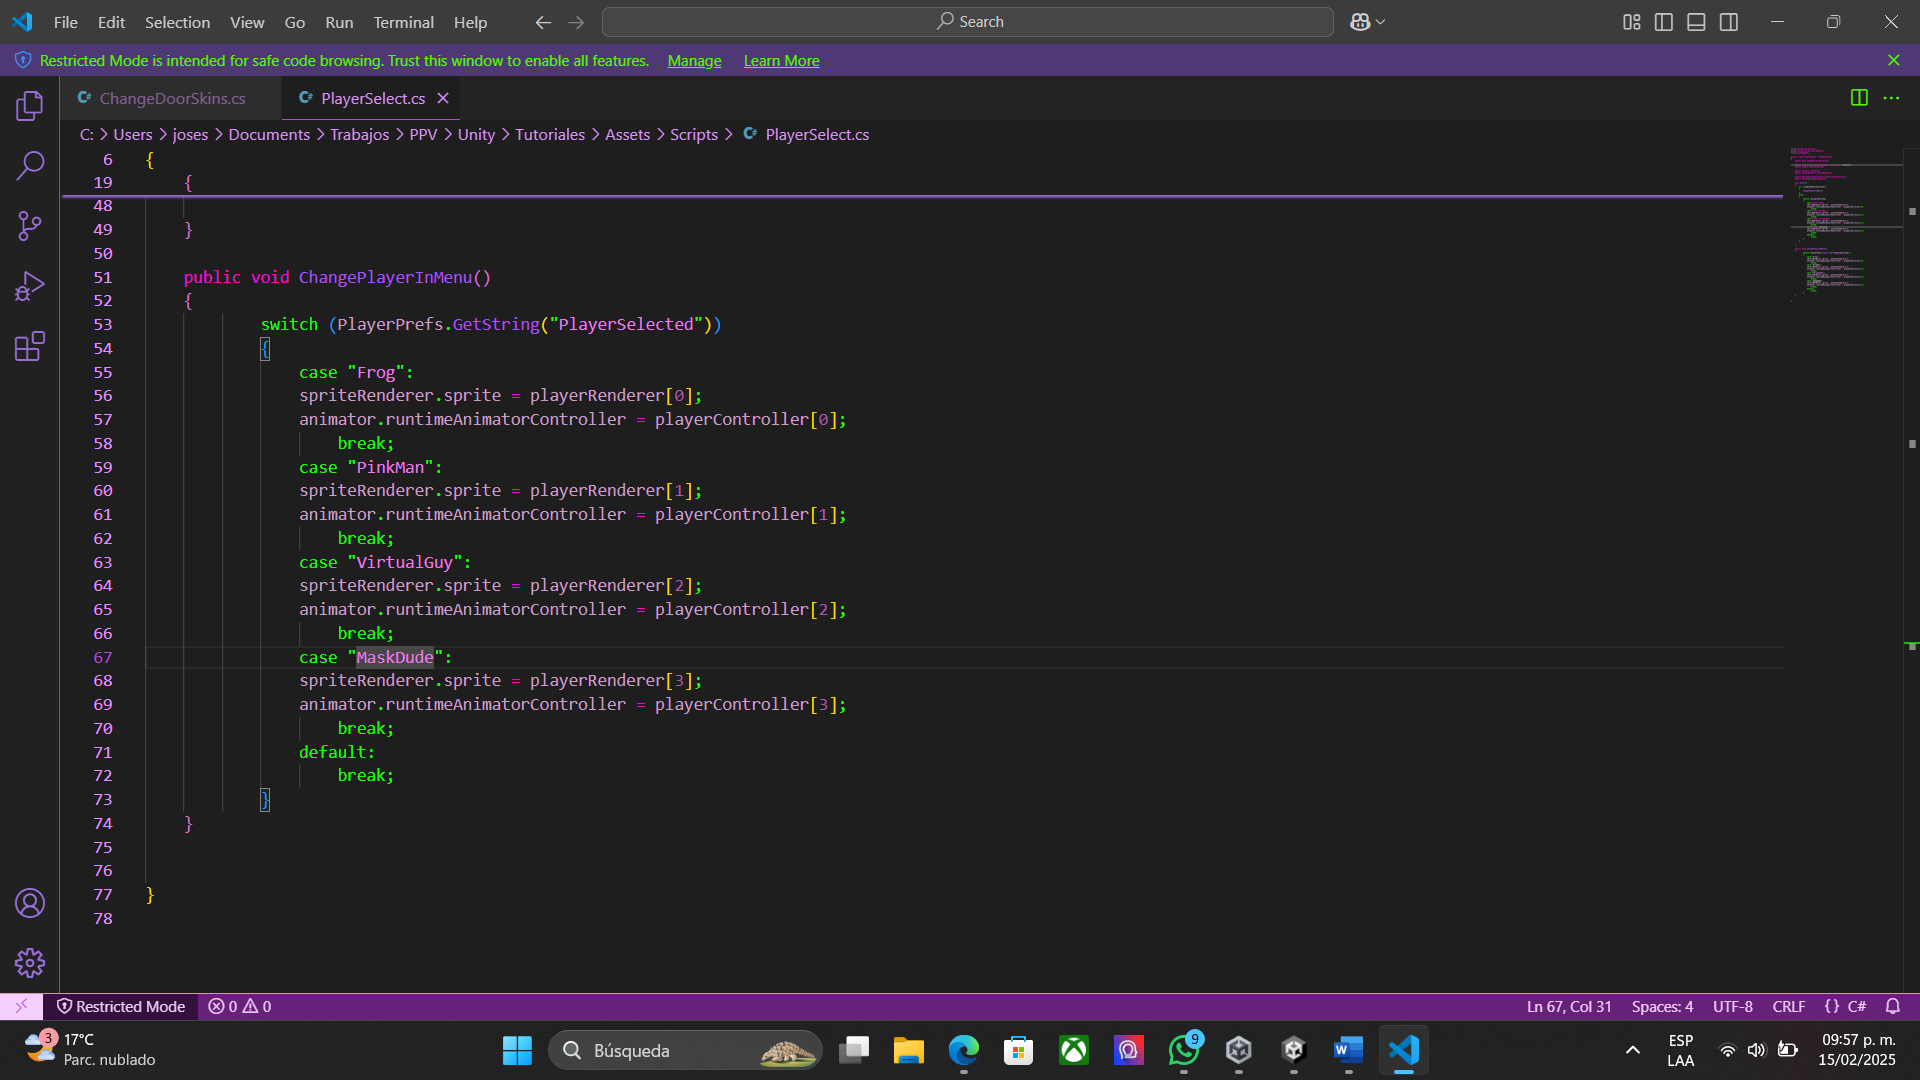 File Edit Selection View Go Run Terminal Help Search
Restricted Mode is intended for safe code browsing. Trust this window to enable all features. Manage Learn More
ChangeDoorSkins.cs PlayerSelect.cs
C: > Users > joses > Documents > Trabajos > PPV > Unity > Tutoriales > Assets > Scripts > PlayerSelect.cs
6 {
19 {
48
49 }
50
51 public void ChangePlayerInMenu()
52 {
53 switch (PlayerPrefs.GetString("PlayerSelected"))
54 {
55 case "Frog":
56 spriteRenderer.sprite = playerRenderer[0];
57 animator.runtimeAnimatorController = playerController[0];
58 break;
59 case "PinkMan":
60 spriteRenderer.sprite = playerRenderer[1];
61 animator.runtimeAnimatorController = playerController[1];
62 break;
63 case "VirtualGuy":
64 spriteRenderer.sprite = playerRenderer[2];
65 animator.runtimeAnimatorController = playerController[2];
66 break;
67 case "MaskDude":
68 spriteRenderer.sprite = playerRenderer[3];
69 animator.runtimeAnimatorController = playerController[3];
70 break;
71 default:
72 break;
73 }
74 }
75
76
77 }
78
Restricted Mode 0 0 Ln 67, Col 31 Spaces: 4 UTF-8 CRLF {} C#
3 17°C
Parc. nublado
Búsqueda
9
ESP
LAA
09:57 p. m.
15/02/2025